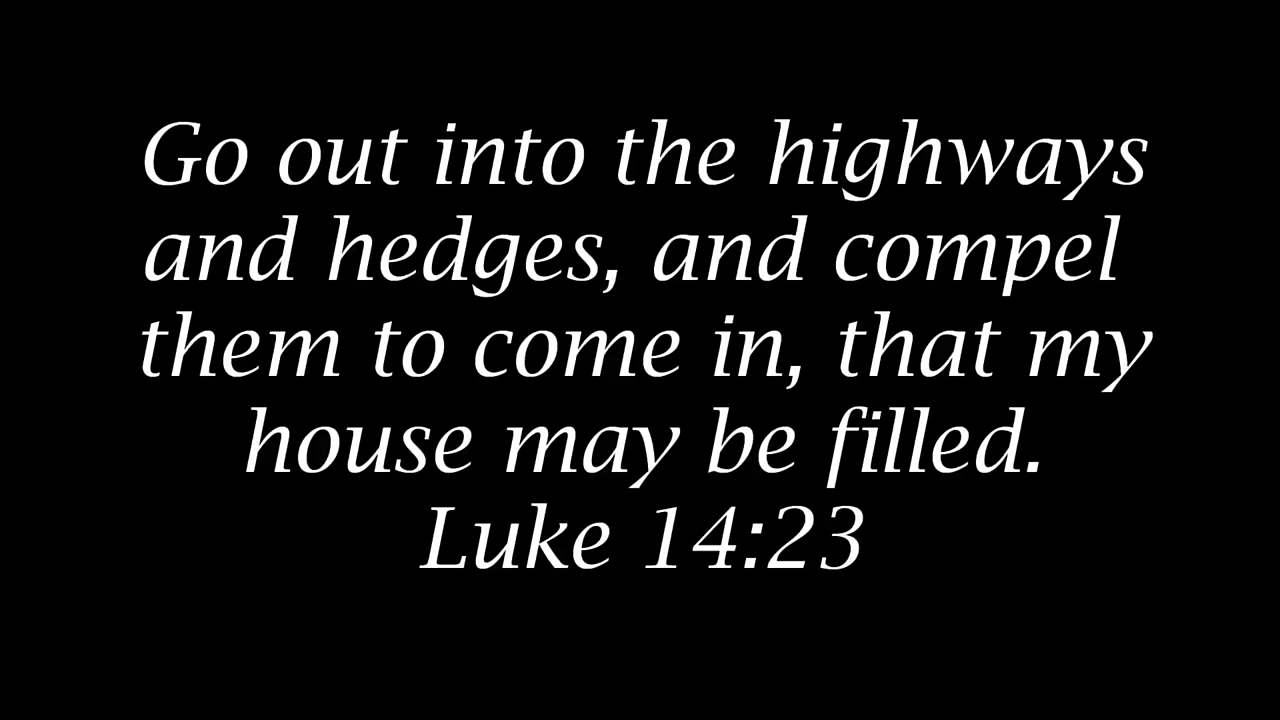 Go out into the highways
and hedges, and compel
them to come in, that my
house may be filled.
Luke 14:23